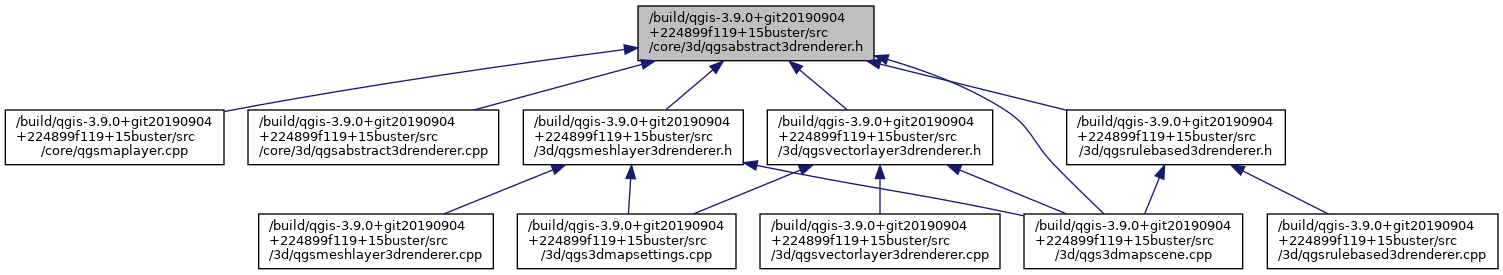 /build/qgis-3.9.0+git20190904
+224899f119+15buster/src
/core/3d/qgsabstract3drenderer.h
/build/qgis-3.9.0+git20190904
+224899f119+15buster/src
/core/qgsmaplayer.cpp
/build/qgis-3.9.0+git20190904
+224899f119+15buster/src
/core/3d/qgsabstract3drenderer.cpp
/build/qgis-3.9.0+git20190904
+224899f119+15buster/src
/3d/qgsmeshlayer3drenderer.h
/build/qgis-3.9.0+git20190904
+224899f119+15buster/src
/3d/qgsvectorlayer3drenderer.h
/build/qgis-3.9.0+git20190904
+224899f119+15buster/src
/3d/qgsrulebased3drenderer.h
/build/qgis-3.9.0+git20190904
+224899f119+15buster/src
/3d/qgsmeshlayer3drenderer.cpp
/build/qgis-3.9.0+git20190904
+224899f119+15buster/src
/3d/qgs3dmapsettings.cpp
/build/qgis-3.9.0+git20190904
+224899f119+15buster/src
/3d/qgsvectorlayer3drenderer.cpp
/build/qgis-3.9.0+git20190904
+224899f119+15buster/src
/3d/qgs3dmapscene.cpp
/build/qgis-3.9.0+git20190904
+224899f119+15buster/src
/3d/qgsrulebased3drenderer.cpp